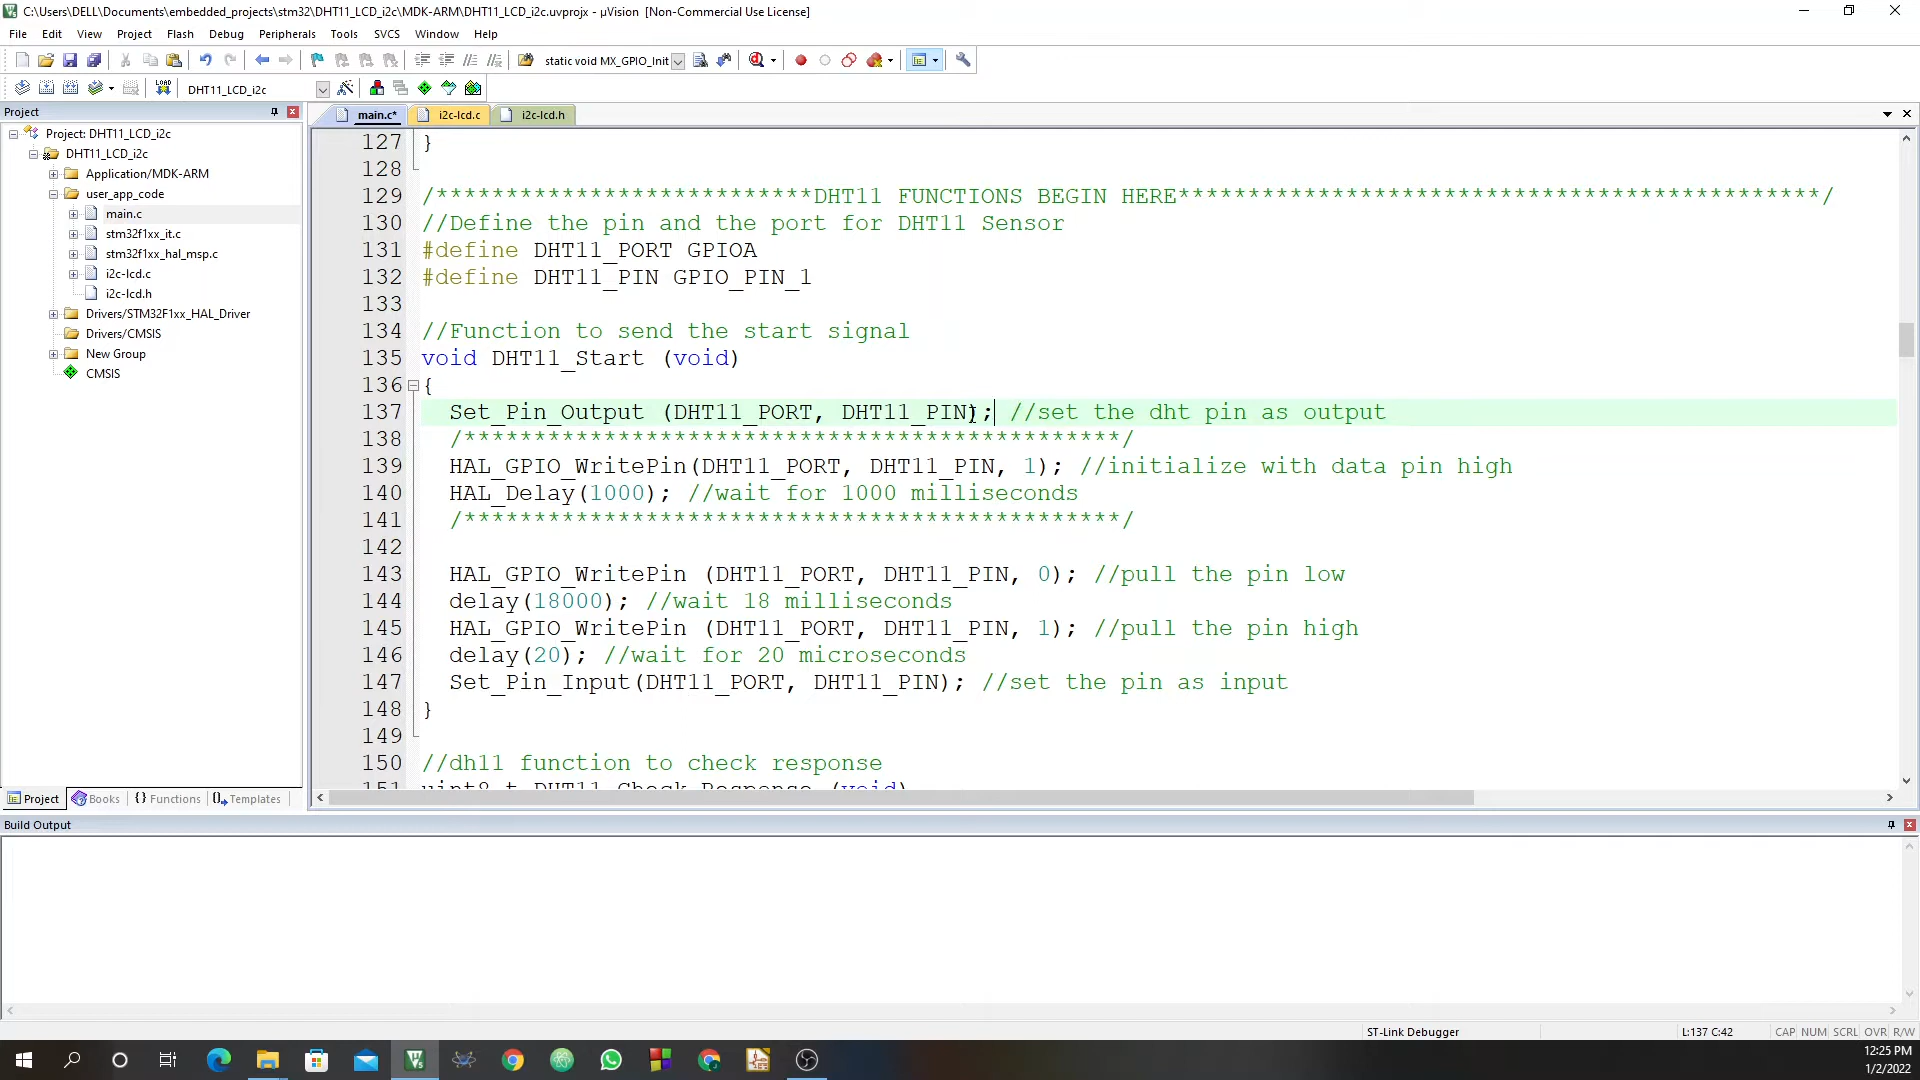 C:\Users\DELL\Documents\embedded_projects\stm32\DHT11_LCD_i2c\MDK-ARM\DHT11_LCD_i2c.uvprojx - µVision [Non-Commercial Use License]
File Edit View Project Flash Debug Peripherals Tools SVCS Window Help
static void MX_GPIO_Init
LOAD DHT11_LCD_i2c
Project
Project: DHT11_LCD_i2c
DHT11_LCD_i2c
Application/MDK-ARM
user_app_code
main.c
stm32f1xx_it.c
stm32f1xx_hal_msp.c
i2c-lcd.c
i2c-lcd.h
Drivers/STM32F1xx_HAL_Driver
Drivers/CMSIS
New Group
CMSIS
Project Books {} Functions Templates
main.c* i2c-lcd.c i2c-lcd.h
127 }
128
129 /***************************DHT11 FUNCTIONS BEGIN HERE**********************************************/
130 //Define the pin and the port for DHT11 Sensor
131 #define DHT11_PORT GPIOA
132 #define DHT11_PIN GPIO_PIN_1
133
134 //Function to send the start signal
135 void DHT11_Start (void)
136 {
137 Set_Pin_Output (DHT11_PORT, DHT11_PIN); //set the dht pin as output
138 /***********************************************/
139 HAL_GPIO_WritePin(DHT11_PORT, DHT11_PIN, 1); //initialize with data pin high
140 HAL_Delay(1000); //wait for 1000 milliseconds
141 /***********************************************/
142
143 HAL_GPIO_WritePin (DHT11_PORT, DHT11_PIN, 0); //pull the pin low
144 delay(18000); //wait 18 milliseconds
145 HAL_GPIO_WritePin (DHT11_PORT, DHT11_PIN, 1); //pull the pin high
146 delay(20); //wait for 20 microseconds
147 Set_Pin_Input(DHT11_PORT, DHT11_PIN); //set the pin as input
148 }
149
150 //dh11 function to check response
151 uint8_t DHT11_Check_Response (void)
Build Output
ST-Link Debugger L:137 C:42 CAP NUM SCRL OVR R/W
12:25 PM
1/2/2022